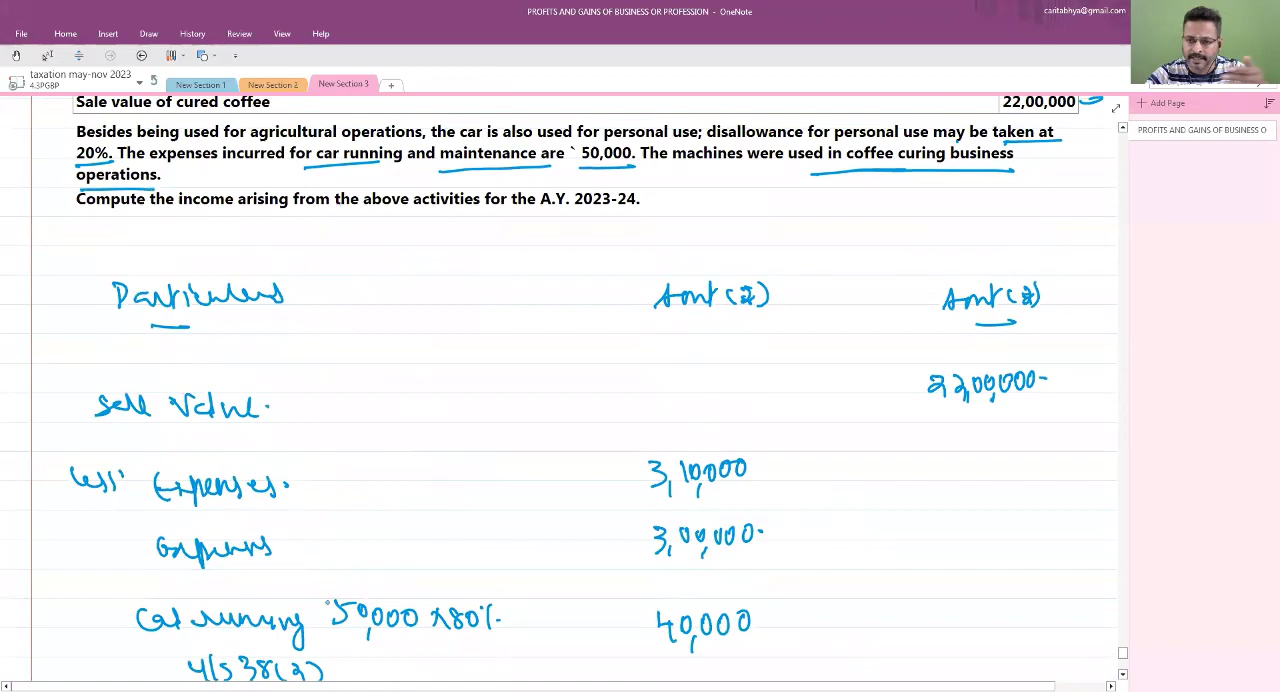 PROFITS AND GAINS OF BUSINESS OR PROFESSION - OneNote
caritabhya@gmail.com
File Home Insert Draw History Review View Help
taxation may-nov 2023
4.3PGBP
New Section 1 New Section 2 New Section 3
Add Page
PROFITS AND GAINS OF BUSINESS O
Sale value of cured coffee 22,00,000
Besides being used for agricultural operations, the car is also used for personal use; disallowance for personal use may be taken at
20%. The expenses incurred for car running and maintenance are ` 50,000. The machines were used in coffee curing business
operations.
Compute the income arising from the above activities for the A.Y. 2023-24.
Particulars Amt (₹) Amt (₹)
Sell Value. 22,00,000-
Less: Expenses. 3,10,000
Expenses 3,00,000-
Car running 50,000 x 80% 40,000
u/s 38(2)